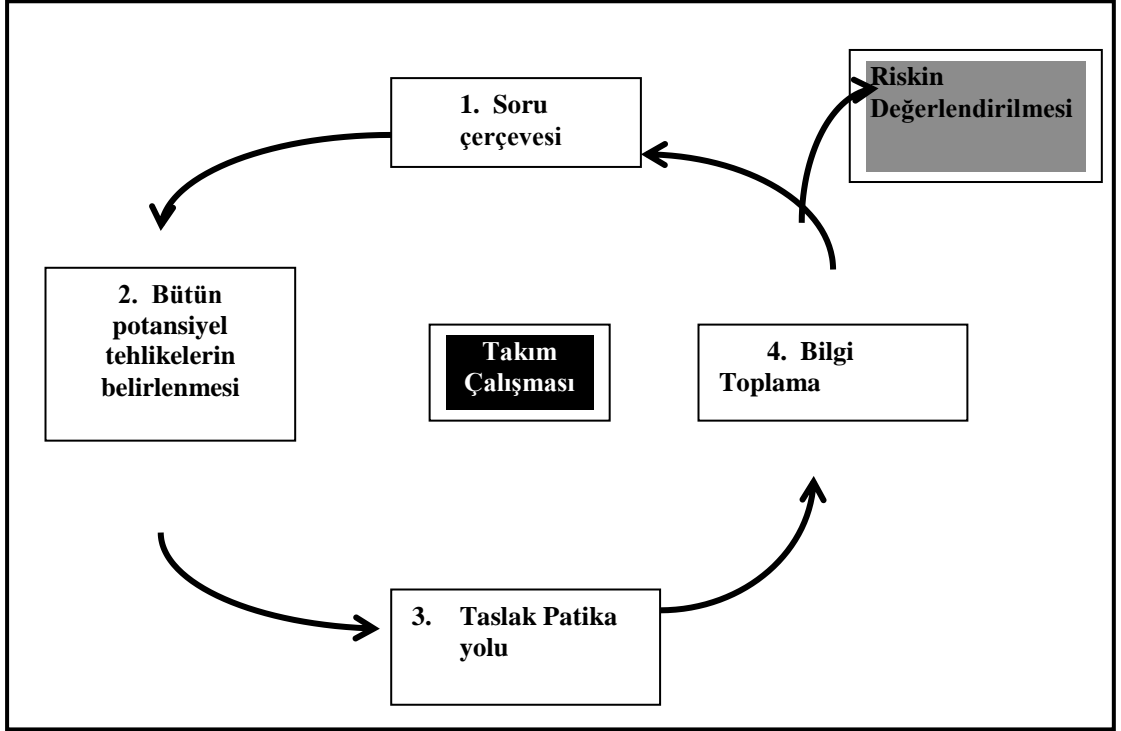 1. Soru
çerçevesi
Riskin
Değerlendirilmesi
2. Bütün
potansiyel
tehlikelerin
belirlenmesi
Takım
Çalışması
4. Bilgi
Toplama
3. Taslak Patika
yolu